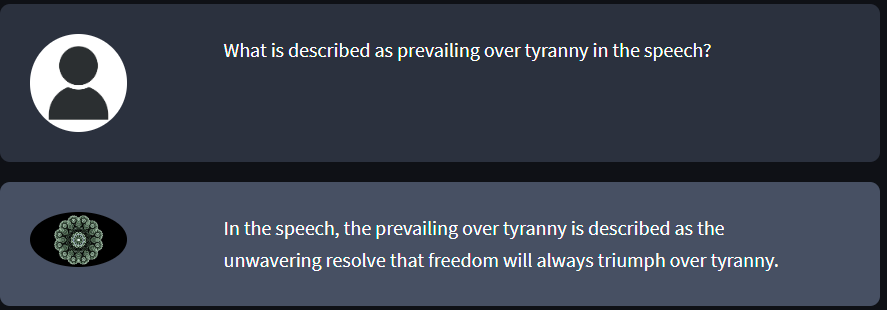 What is described as prevailing over tyranny in the speech?
In the speech, the prevailing over tyranny is described as the
unwavering resolve that freedom will always triumph over tyranny.